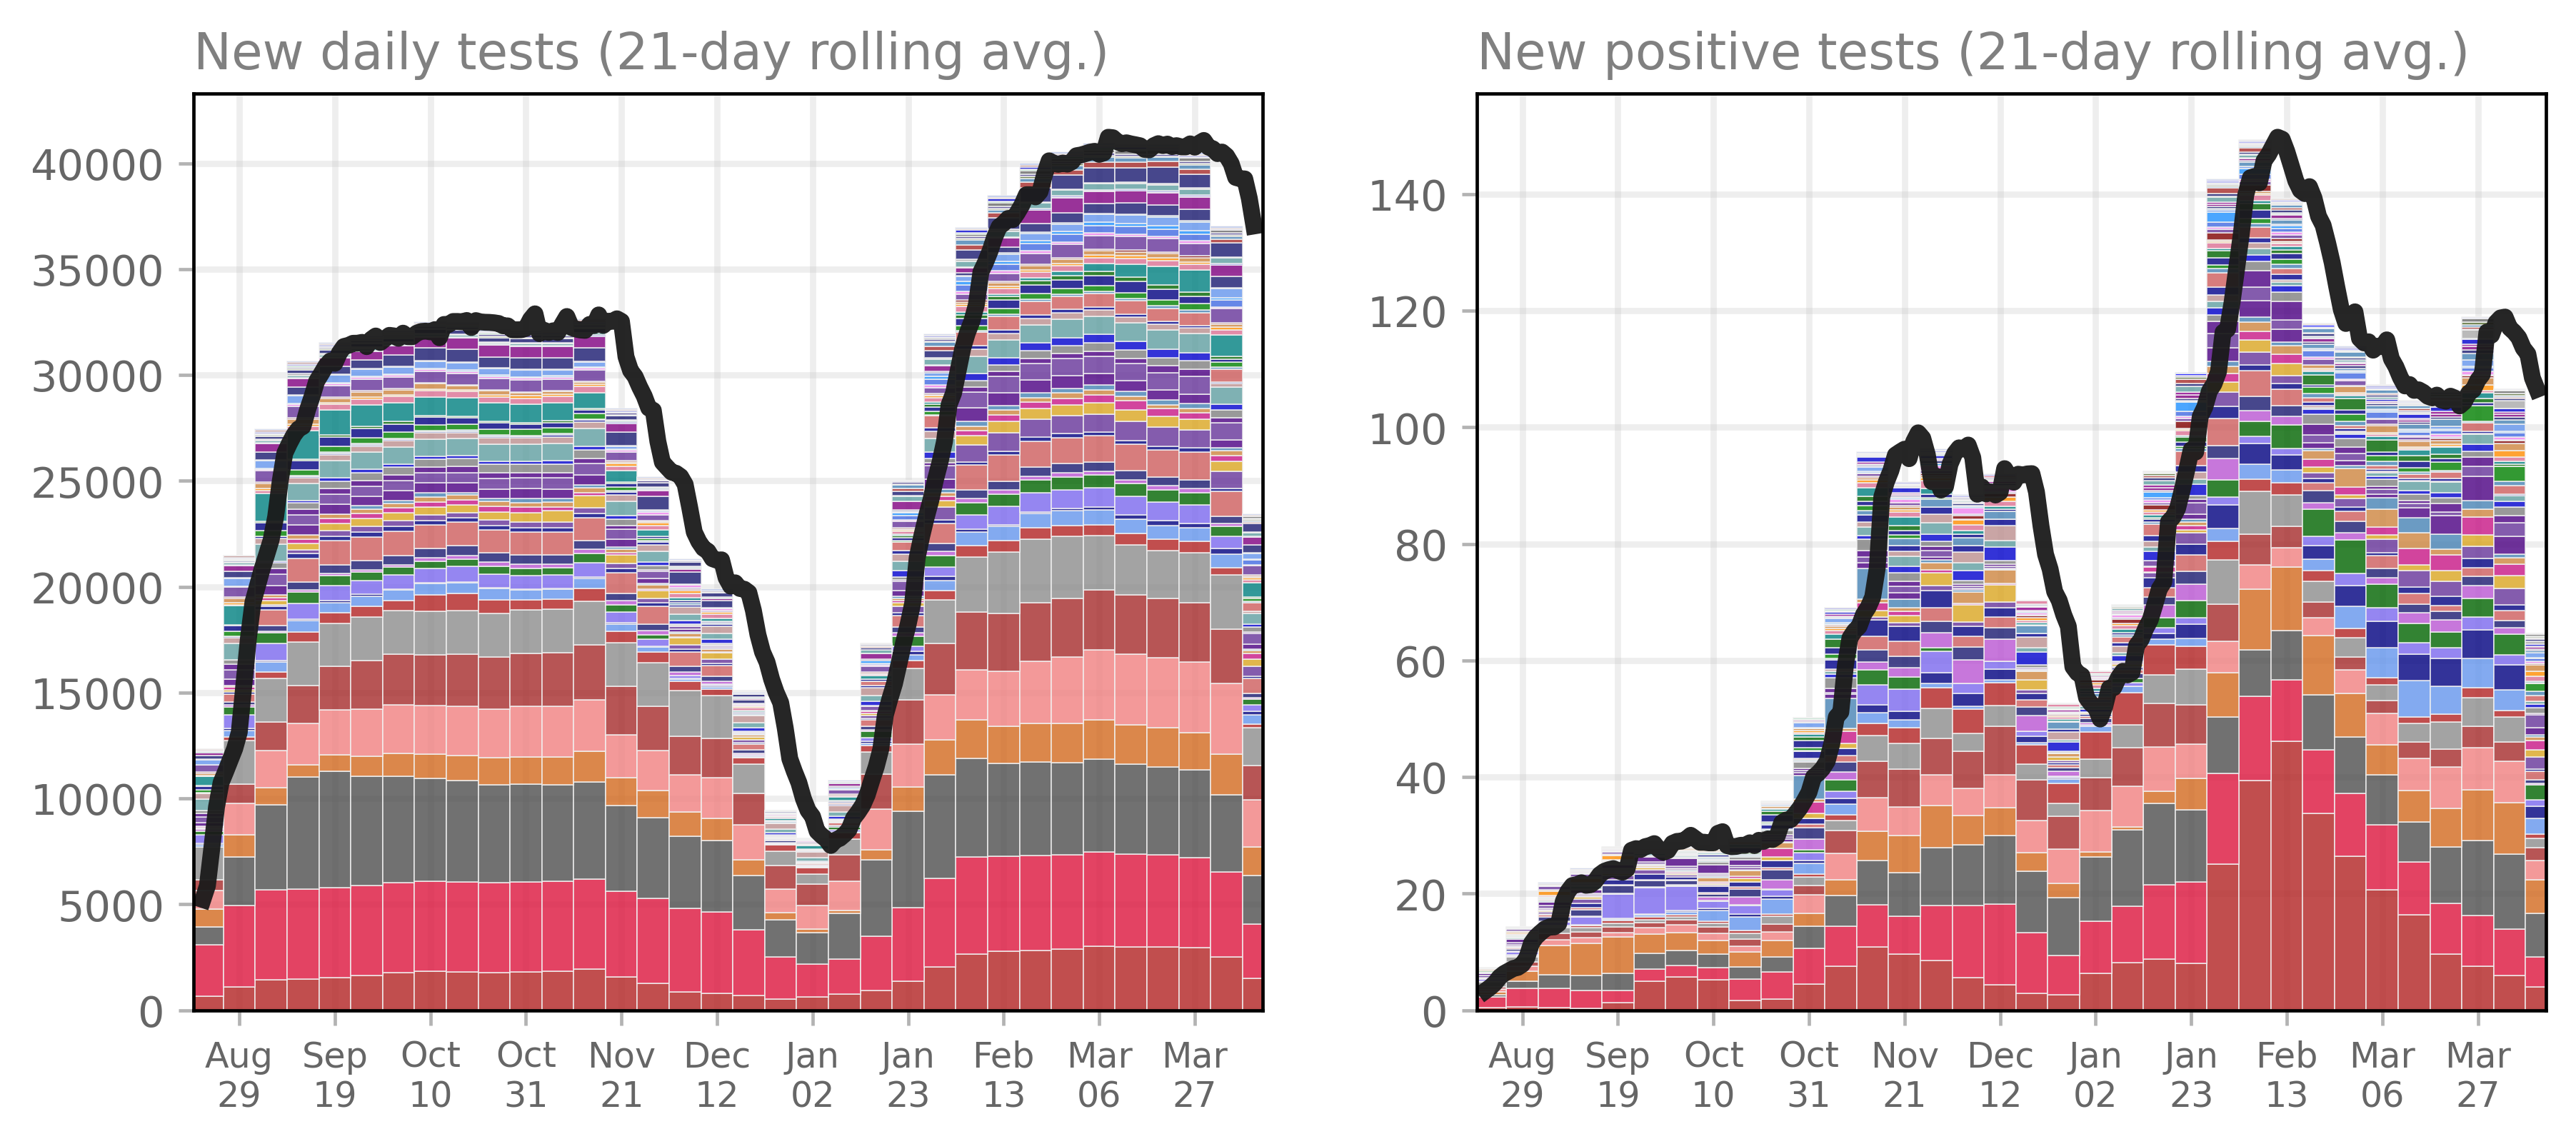 New daily tests (21-day rolling avg.)
40000
35000
30000
25000
20000
15000
10000
5000
0
Aug Sep Oct Oct Nov Dec Jan Jan Feb Mar Mar
29 19 10 31 21 12 02 23 13 06 27
New positive tests (21-day rolling avg.)
140
120
100
80
60
40
20
0
Aug Sep Oct Oct Nov Dec Jan Jan Feb Mar Mar
29 19 10 31 21 12 02 23 13 06 27